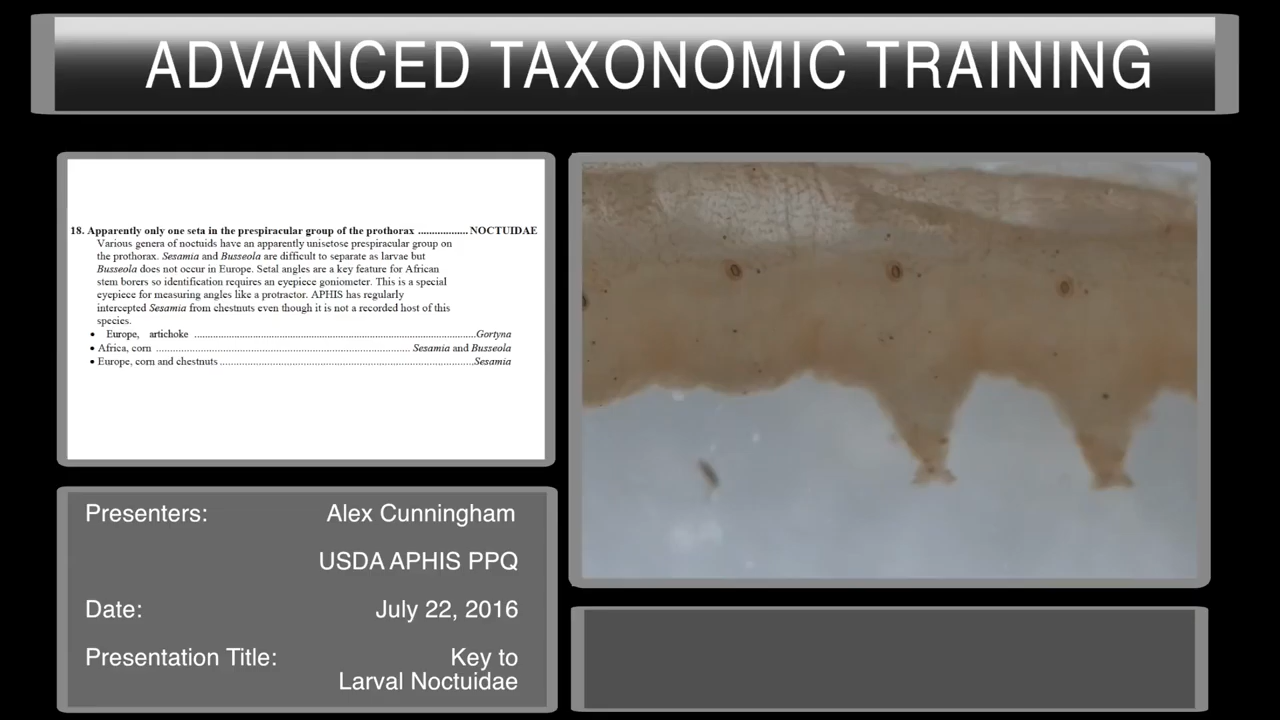 ADVANCED TAXONOMIC TRAINING
18. Apparently only one seta in the prespiracular group of the prothorax .................. NOCTUIDAE
Various genera of noctuids have an apparently unisetose prespiracular group on
the prothorax. Sesamia and Busseola are difficult to separate as larvae but
Busseola does not occur in Europe. Setal angles are a key feature for African
stem borers so identification requires an eyepiece goniometer. This is a special
eyepiece for measuring angles like a protractor. APHIS has regularly
intercepted Sesamia from chestnuts even though it is not a recorded host of this
species.
• Europe, artichoke ....................................................................................................Gortyna
• Africa, corn ........................................................................................ Sesamia and Busseola
• Europe, corn and chestnuts ..........................................................................................Sesamia
Presenters: Alex Cunningham
USDA APHIS PPQ
Date: July 22, 2016
Presentation Title: Key to
Larval Noctuidae